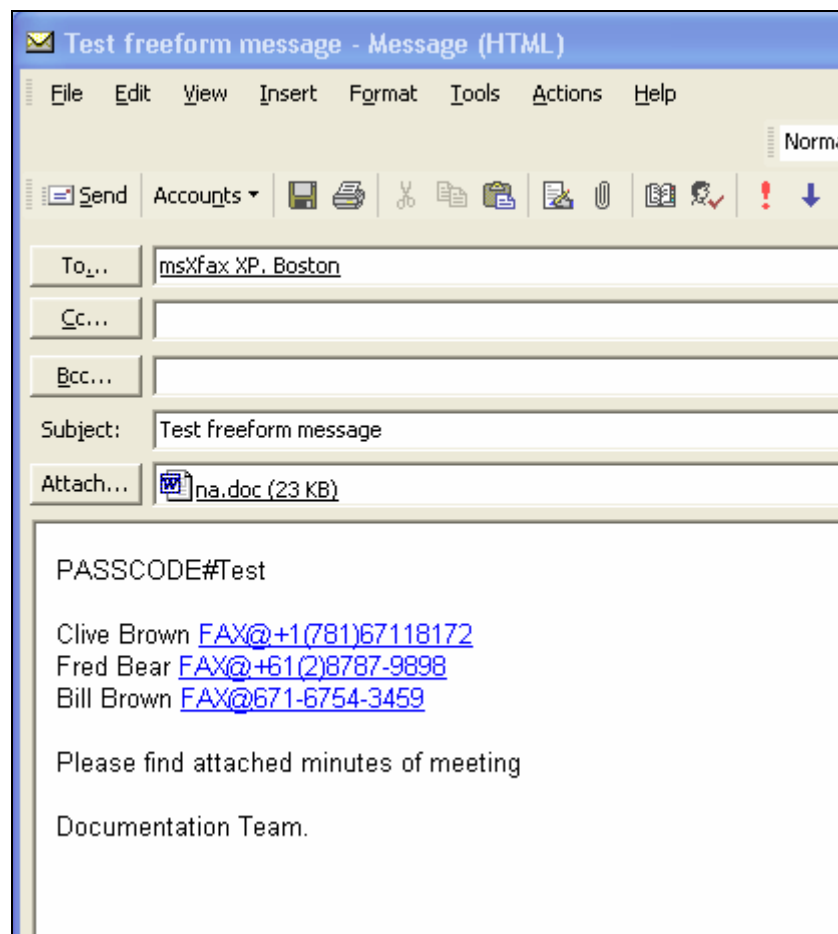 Test freeform message - Message (HTML)
File Edit View Insert Format Tools Actions Help
Norma
Send Accounts
To... msXfax XP. Boston
Cc...
Bcc...
Subject: Test freeform message
Attach... na.doc (23 KB)
PASSCODE#Test
Clive Brown FAX@+1(781)67118172
Fred Bear FAX@+61(2)8787-9898
Bill Brown FAX@671-6754-3459
Please find attached minutes of meeting
Documentation Team.